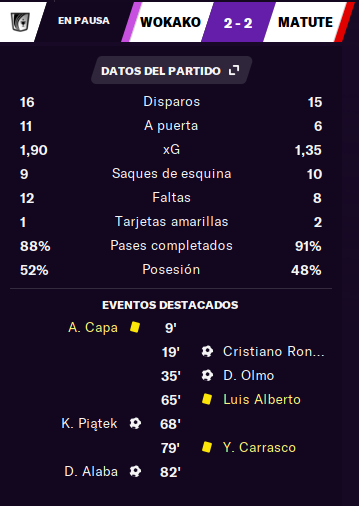 EN PAUSA WOKAKO 2 - 2 MATUTE
DATOS DEL PARTIDO
16 Disparos 15
11 A puerta 6
1,90 xG 1,35
9 Saques de esquina 10
12 Faltas 8
1 Tarjetas amarillas 2
88% Pases completados 91%
52% Posesión 48%
EVENTOS DESTACADOS
A. Capa 9'
19' Cristiano Ron...
35' D. Olmo
65' Luis Alberto
K. Piątek 68'
79' Y. Carrasco
D. Alaba 82'